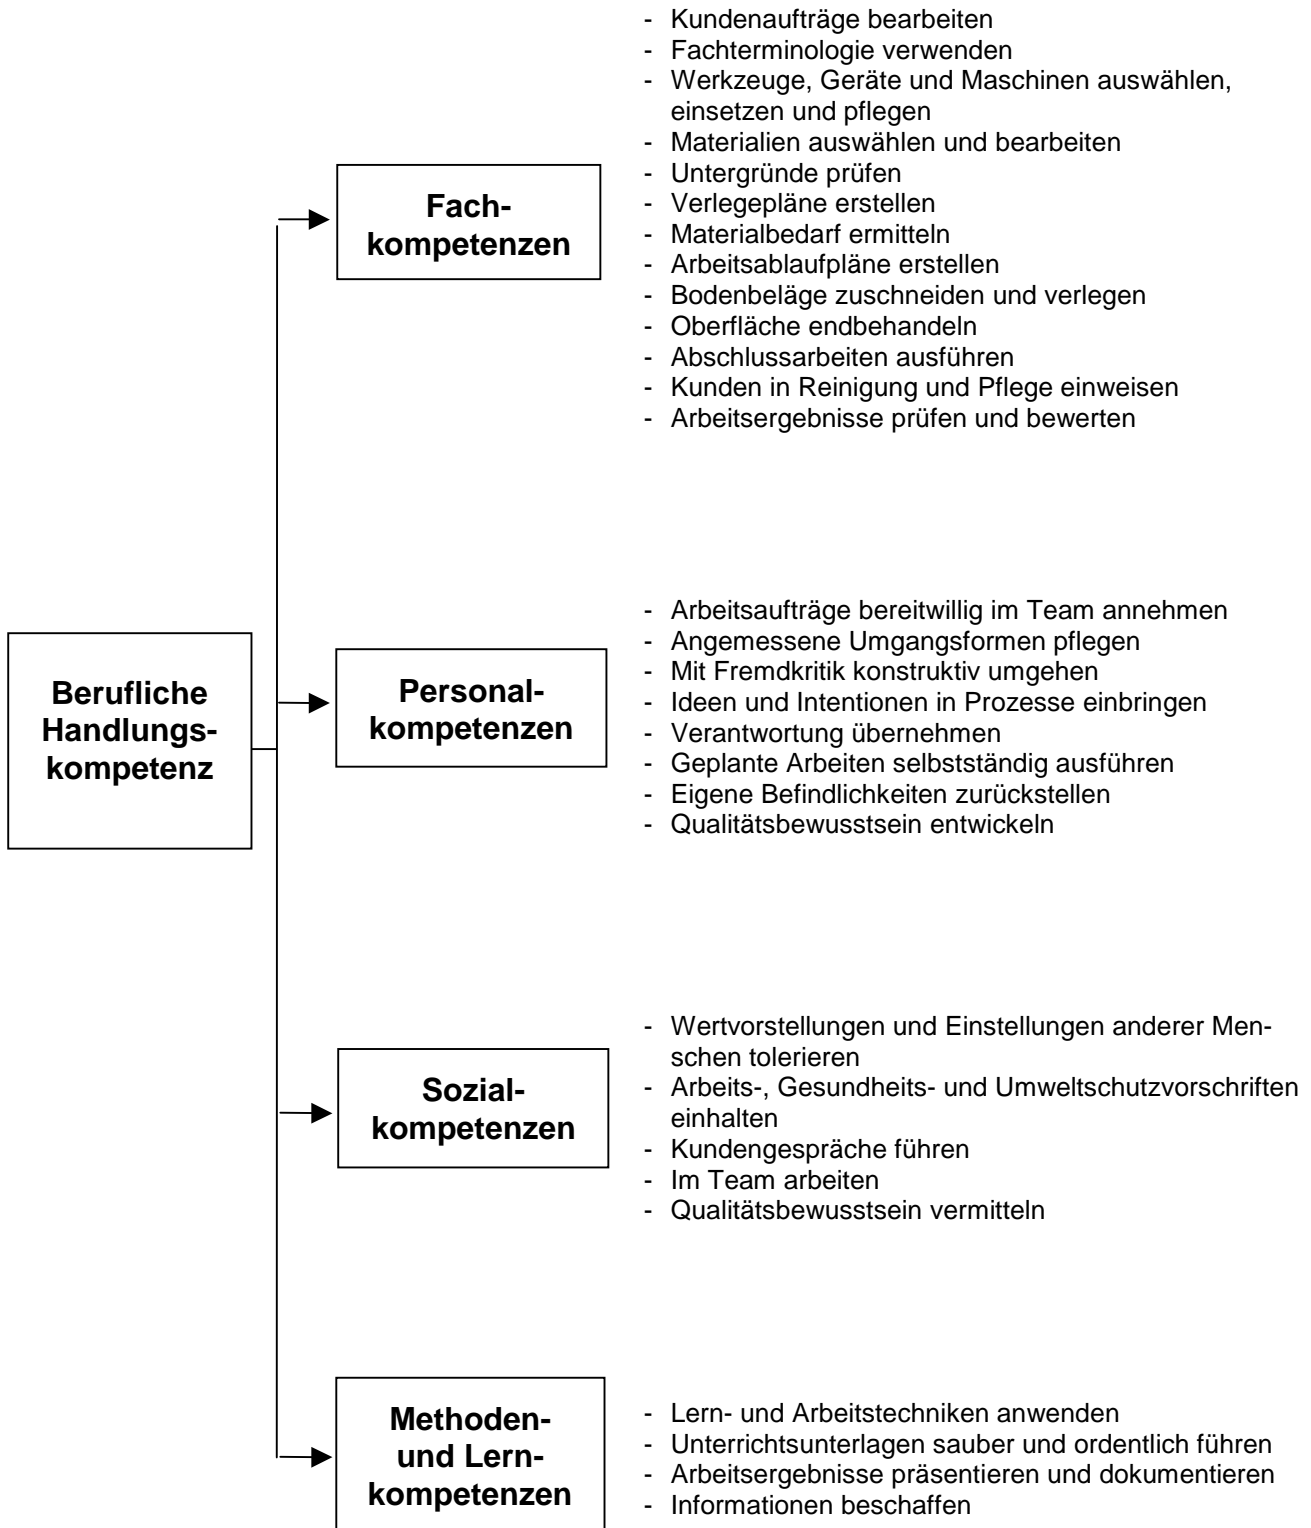 - Kundenaufträge bearbeiten
- Fachterminologie verwenden
- Werkzeuge, Geräte und Maschinen auswählen,
einsetzen und pflegen
- Materialien auswählen und bearbeiten
- Untergründe prüfen
- Verlegepläne erstellen
- Materialbedarf ermitteln
- Arbeitsablaufpläne erstellen
- Bodenbeläge zuschneiden und verlegen
- Oberfläche endbehandeln
- Abschlussarbeiten ausführen
- Kunden in Reinigung und Pflege einweisen
- Arbeitsergebnisse prüfen und bewerten
Fach-
kompetenzen
Berufliche
Handlungs-
kompetenz
Personal-
kompetenzen
- Arbeitsaufträge bereitwillig im Team annehmen
- Angemessene Umgangsformen pflegen
- Mit Fremdkritik konstruktiv umgehen
- Ideen und Intentionen in Prozesse einbringen
- Verantwortung übernehmen
- Geplante Arbeiten selbstständig ausführen
- Eigene Befindlichkeiten zurückstellen
- Qualitätsbewusstsein entwickeln
Sozial-
kompetenzen
- Wertvorstellungen und Einstellungen anderer Men-
schen tolerieren
- Arbeits-, Gesundheits- und Umweltschutzvorschriften
einhalten
- Kundengespräche führen
- Im Team arbeiten
- Qualitätsbewusstsein vermitteln
Methoden-
und Lern-
kompetenzen
- Lern- und Arbeitstechniken anwenden
- Unterrichtsunterlagen sauber und ordentlich führen
- Arbeitsergebnisse präsentieren und dokumentieren
- Informationen beschaffen